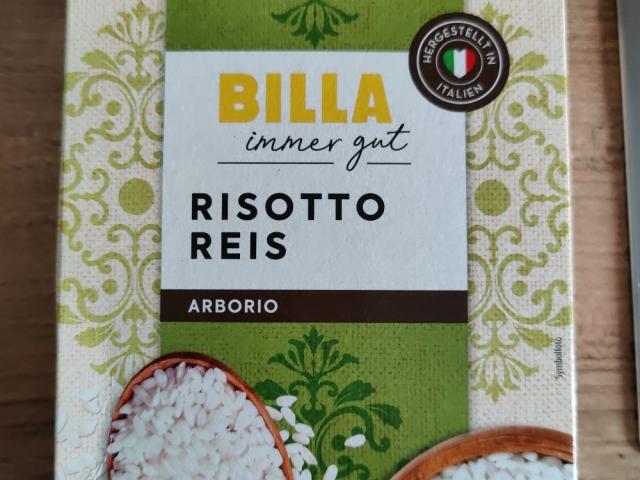 HERGESTELLT IN
ITALIEN
BILLA
immer gut
RISOTTO
REIS
ARBORIO
Symbolfoto